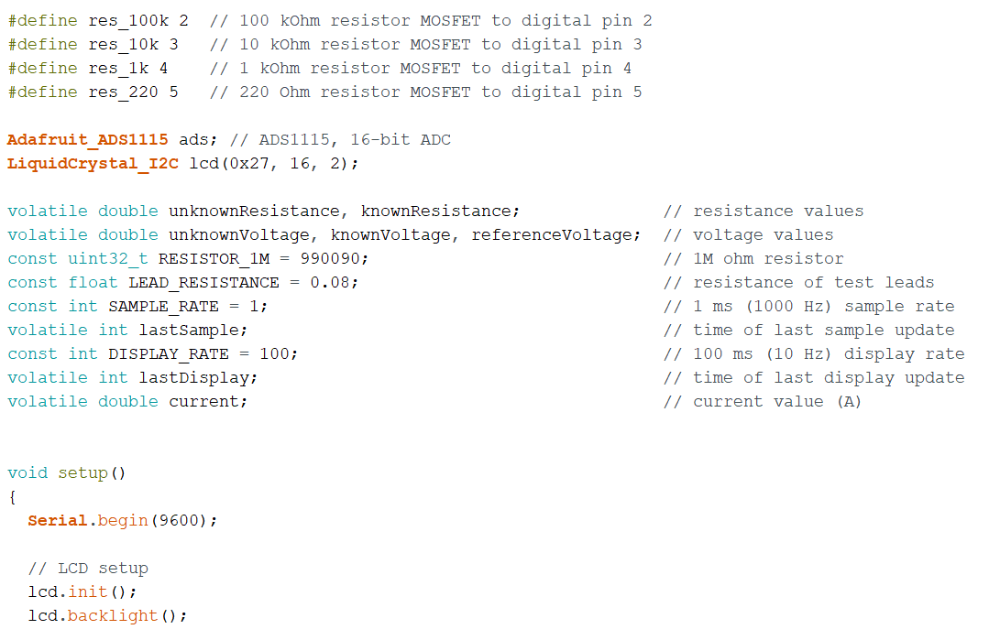 #define res_100k 2  // 100 kOhm resistor MOSFET to digital pin 2
#define res_10k 3   // 10 kOhm resistor MOSFET to digital pin 3
#define res_1k 4    // 1 kOhm resistor MOSFET to digital pin 4
#define res_220 5   // 220 Ohm resistor MOSFET to digital pin 5

Adafruit_ADS1115 ads; // ADS1115, 16-bit ADC
LiquidCrystal_I2C lcd(0x27, 16, 2);

volatile double unknownResistance, knownResistance;              // resistance values
volatile double unknownVoltage, knownVoltage, referenceVoltage;  // voltage values
const uint32_t RESISTOR_1M = 990090;                             // 1M ohm resistor
const float LEAD_RESISTANCE = 0.08;                              // resistance of test leads
const int SAMPLE_RATE = 1;                                       // 1 ms (1000 Hz) sample rate
volatile int lastSample;                                         // time of last sample update
const int DISPLAY_RATE = 100;                                    // 100 ms (10 Hz) display rate
volatile int lastDisplay;                                        // time of last display update
volatile double current;                                         // current value (A)


void setup()
{
  Serial.begin(9600);

  // LCD setup
  lcd.init();
  lcd.backlight();